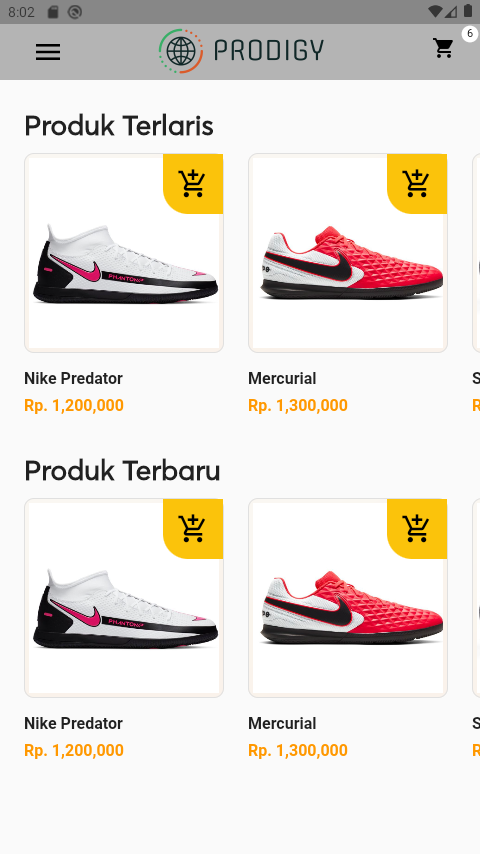 8:02
PRODIGY
6
Produk Terlaris
PHANTOM
Nike Predator
Mercurial
S
Rp. 1,200,000
Rp. 1,300,000
R
Produk Terbaru
PHANTOM
Nike Predator
Mercurial
S
Rp. 1,200,000
Rp. 1,300,000
R